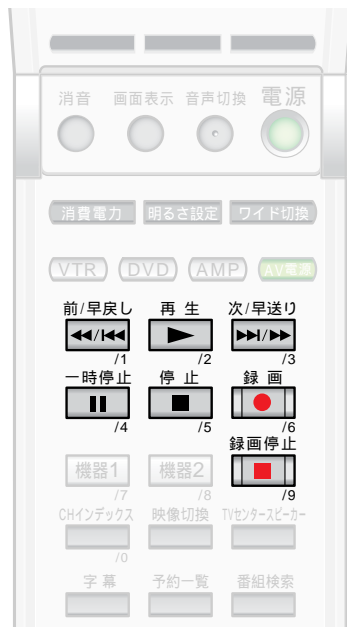 消音 画面表示 音声切換 電源
消費電力 明るさ設定 ワイド切換
VTR DVD AMP AV電源
前/早戻し 再生 次/早送り
/1 /2 /3
一時停止 停止 録画
/4 /5 /6
録画停止
機器1 機器2
/7 /8 /9
CHインデックス 映像切換 TVセンタースピーカー
/0
字幕 予約一覧 番組検索